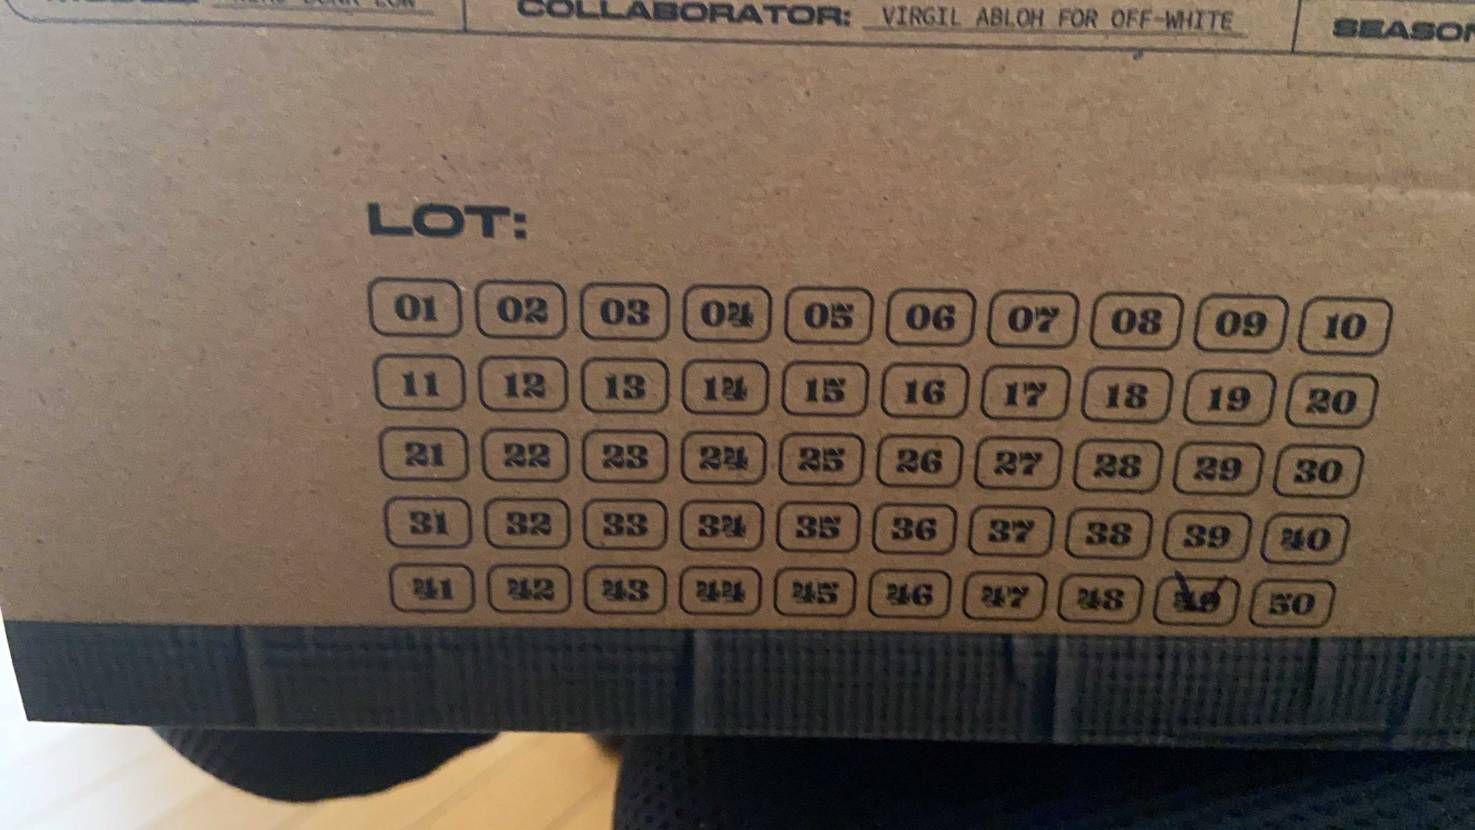 COLLABORATOR: VIRGIL ABLOH FOR OFF-WHITE
LOT:
01 02 03 04 05 06 07 08 09 10
11 12 13 14 15 16 17 18 19 20
21 22 23 24 25 26 27 28 29 30
31 32 33 34 35 36 37 38 39 40
41 42 43 44 45 46 47 48 49 50